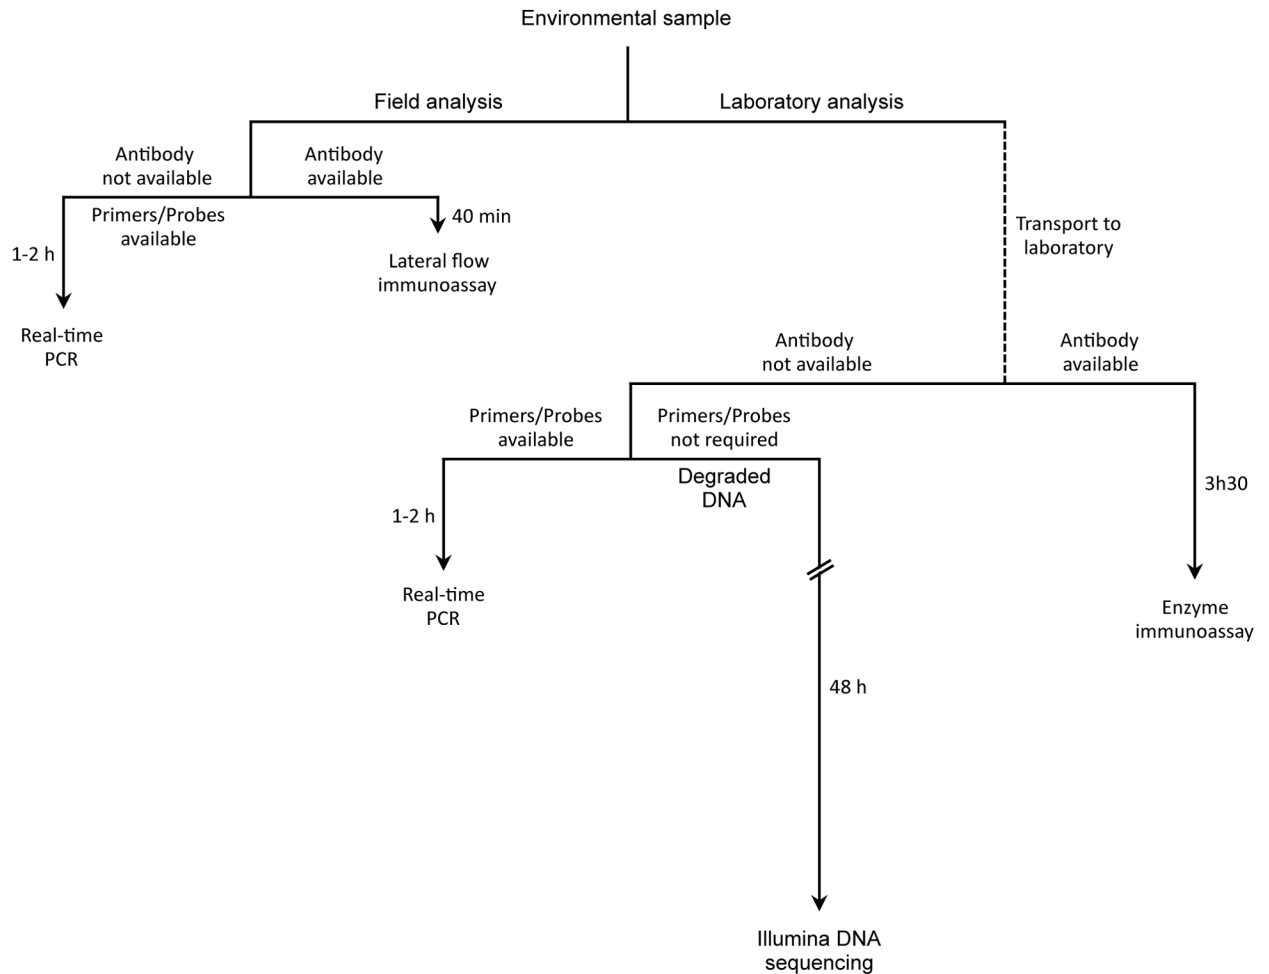 Environmental sample
Field analysis
Laboratory analysis
Antibody
not available
Antibody
available
Primers/Probes
available
40 min
1-2 h
Lateral flow
immunoassay
Real-time
PCR
Transport to
laboratory
Antibody
not available
Antibody
available
Primers/Probes
available
Primers/Probes
not required
Degraded
DNA
1-2 h
3h30
Real-time
PCR
Enzyme
immunoassay
48 h
Illumina DNA
sequencing